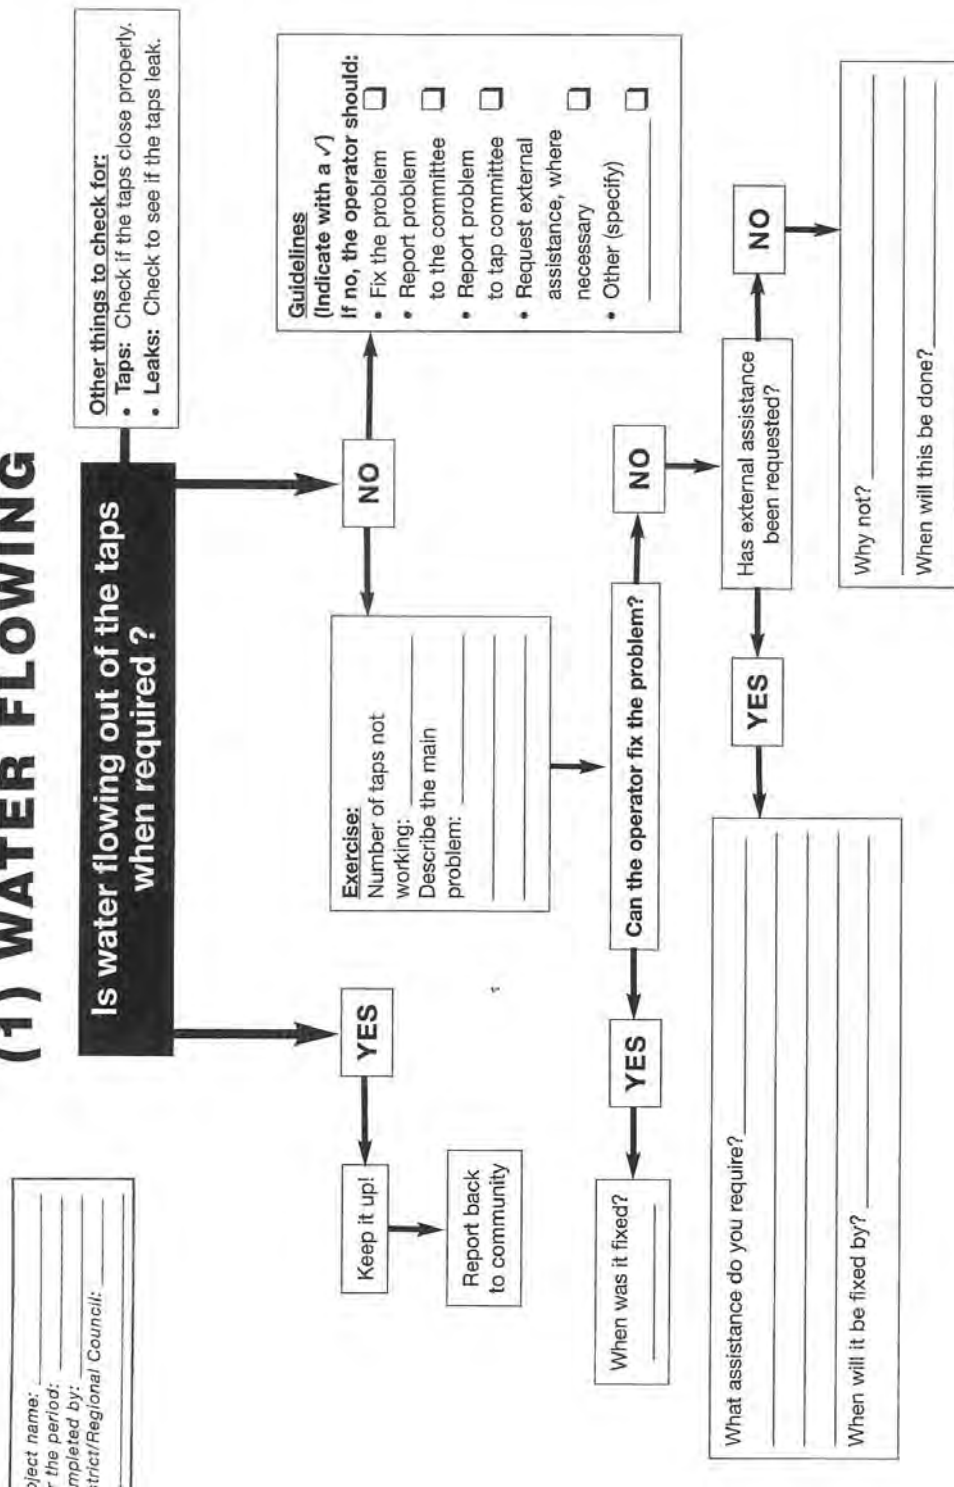 (1) WATER FLOWING
oject name:
r the period:
mpleted by:
strict/Regional Council:
Is water flowing out of the taps
when required ?
Other things to check for:
• Taps: Check if the taps close properly.
• Leaks: Check to see if the taps leak.
YES
Keep it up!
Report back
to community
NO
Exercise:
Number of taps not
working:
Describe the main
problem:
Guidelines
(Indicate with a ✓)
If no, the operator should:
• Fix the problem
• Report problem
to the committee
• Report problem
to tap committee
• Request external
assistance, where
necessary
• Other (specify)
Can the operator fix the problem?
YES
When was it fixed?
NO
Has external assistance
been requested?
YES
What assistance do you require?
When will it be fixed by?
NO
Why not?
When will this be done?